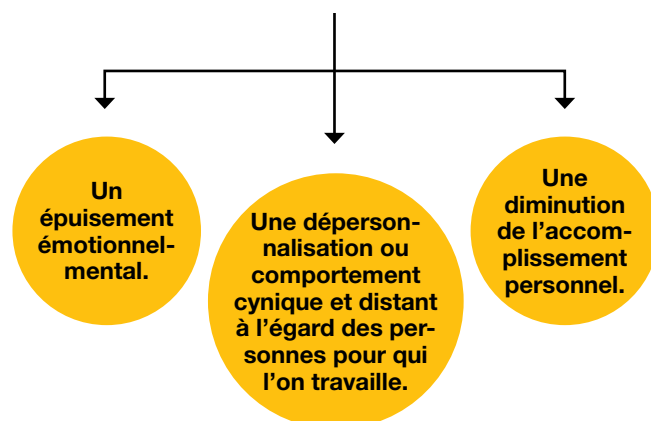 Un
épuisement
émotionnel-
mental.
Une déperson-
nalisation ou
comportement
cynique et distant
à l'égard des per-
sonnes pour qui
l'on travaille.
Une
diminution
de l'accom-
plissement
personnel.